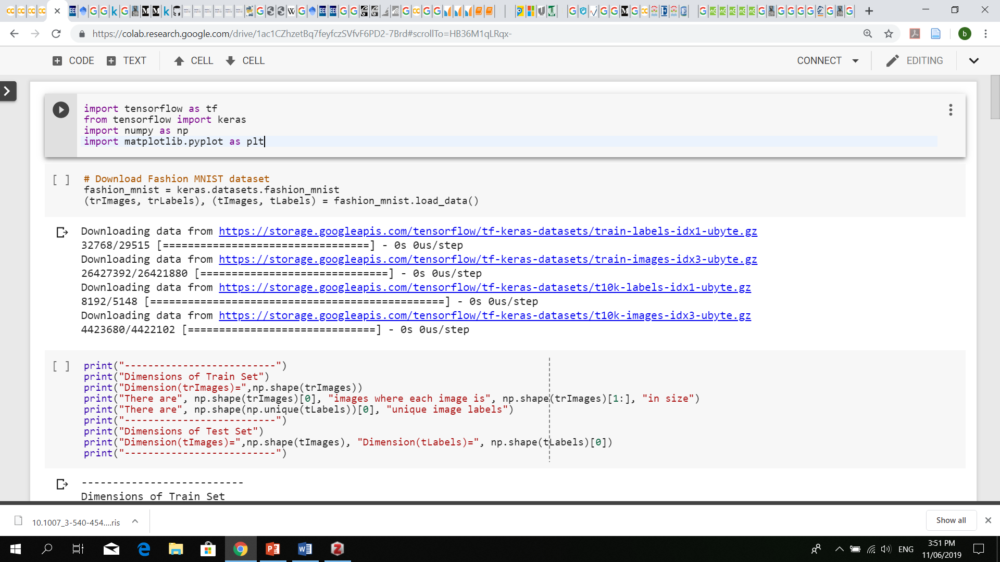 https://colab.research.google.com/drive/1ac1CZhzetBq7feyfczSVfvF6PD2-7Brd#scrollTo=HB36M1qLRqx-
b
CODE TEXT CELL CELL CONNECT EDITING
import tensorflow as tf
from tensorflow import keras
import numpy as np
import matplotlib.pyplot as plt
[ ] # Download Fashion MNIST dataset
fashion_mnist = keras.datasets.fashion_mnist
(trImages, trLabels), (tImages, tLabels) = fashion_mnist.load_data()
Downloading data from https://storage.googleapis.com/tensorflow/tf-keras-datasets/train-labels-idx1-ubyte.gz
32768/29515 [=================================] - 0s 0us/step
Downloading data from https://storage.googleapis.com/tensorflow/tf-keras-datasets/train-images-idx3-ubyte.gz
26427392/26421880 [==============================] - 0s 0us/step
Downloading data from https://storage.googleapis.com/tensorflow/tf-keras-datasets/t10k-labels-idx1-ubyte.gz
8192/5148 [===============================================] - 0s 0us/step
Downloading data from https://storage.googleapis.com/tensorflow/tf-keras-datasets/t10k-images-idx3-ubyte.gz
4423680/4422102 [==============================] - 0s 0us/step
[ ] print("--------------------------")
print("Dimensions of Train Set")
print("Dimension(trImages)=",np.shape(trImages))
print("There are", np.shape(trImages)[0], "images where each image is", np.shape(trImages)[1:], "in size")
print("There are", np.shape(np.unique(tLabels))[0], "unique image labels")
print("--------------------------")
print("Dimensions of Test Set")
print("Dimension(tImages)=",np.shape(tImages), "Dimension(tLabels)=", np.shape(tLabels)[0])
print("--------------------------")
--------------------------
Dimensions of Train Set
10.1007_3-540-454....ris
Show all
ENG
3:51 PM
11/06/2019